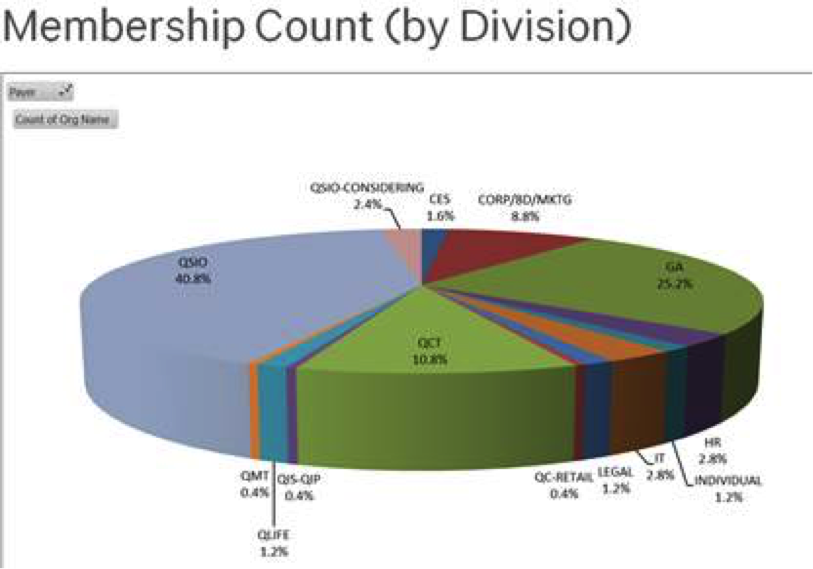 Membership Count (by Division)
Payer
Count of Org Name
QSIO-CONSIDERING
2.4%
CES
1.6%
CORP/BD/MKTG
8.8%
QSIO
40.8%
GA
25.2%
QCT
10.8%
HR
2.8%
IT
2.8%
INDIVIDUAL
1.2%
LEGAL
1.2%
QC-RETAIL
0.4%
QIS-QIP
0.4%
QMT
0.4%
QLIFE
1.2%